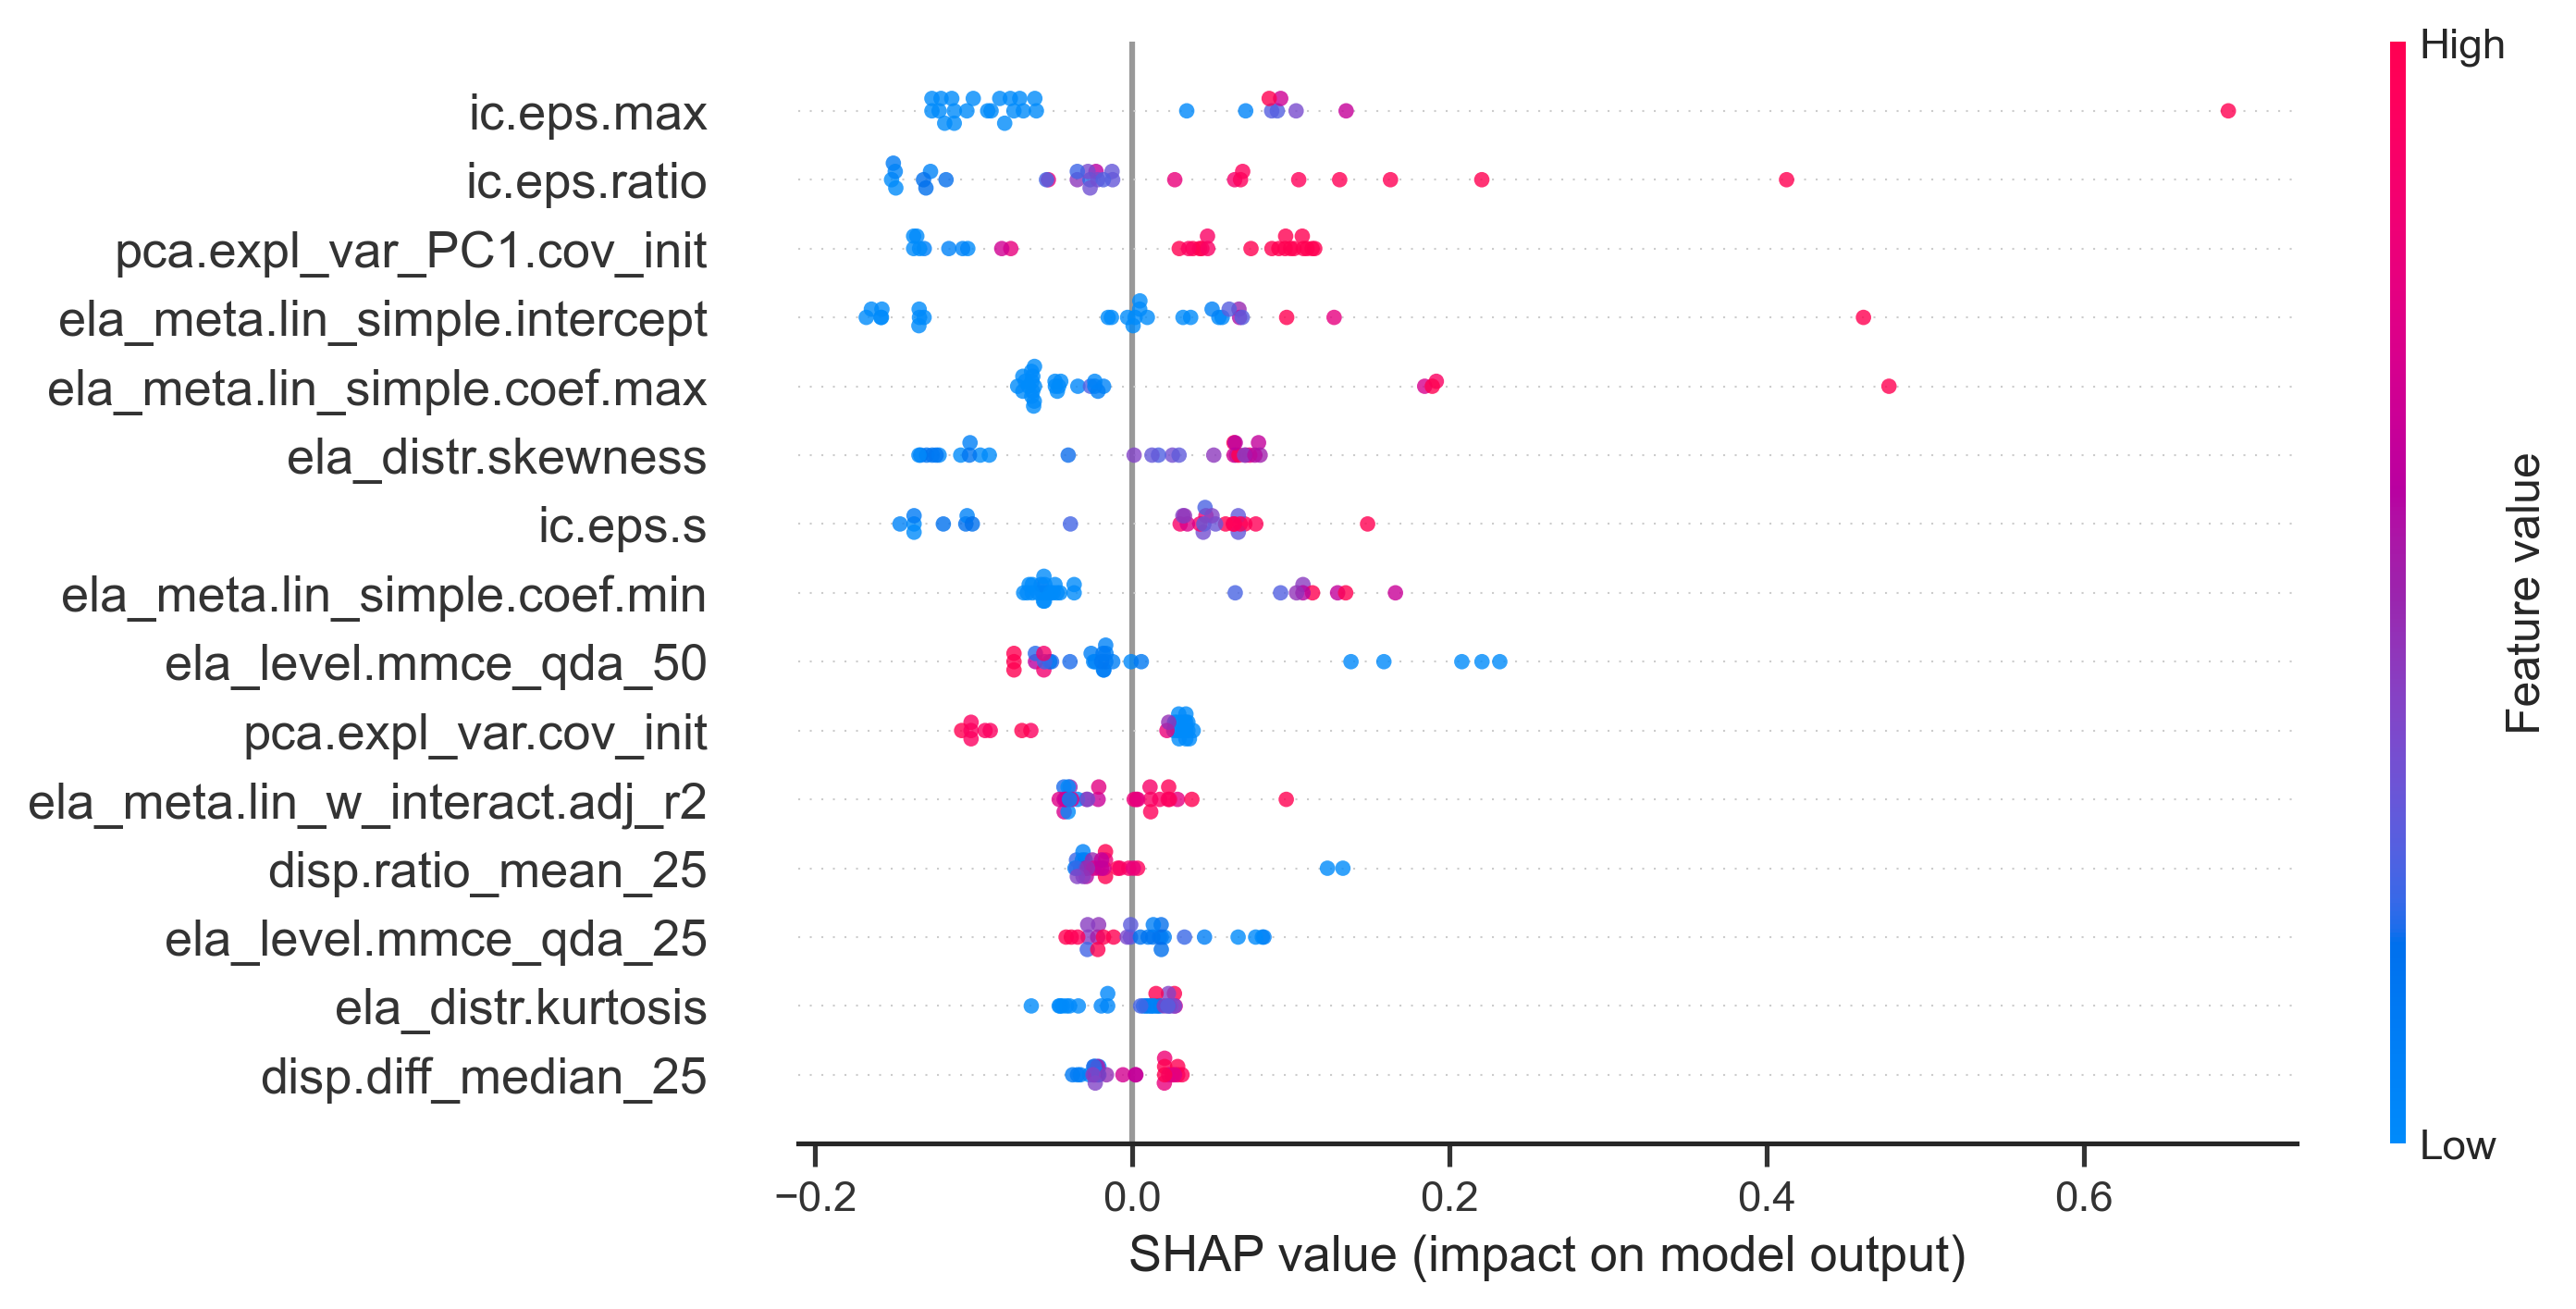 High
ic.eps.max
ic.eps.ratio
pca.expl_var_PC1.cov_init
ela_meta.lin_simple.intercept
ela_meta.lin_simple.coef.max
ela_distr.skewness
ic.eps.s
ela_meta.lin_simple.coef.min
ela_level.mmce_qda_50
pca.expl_var.cov_init
ela_meta.lin_w_interact.adj_r2
disp.ratio_mean_25
ela_level.mmce_qda_25
ela_distr.kurtosis
disp.diff_median_25
Feature value
Low
−0.2 0.0 0.2 0.4 0.6
SHAP value (impact on model output)